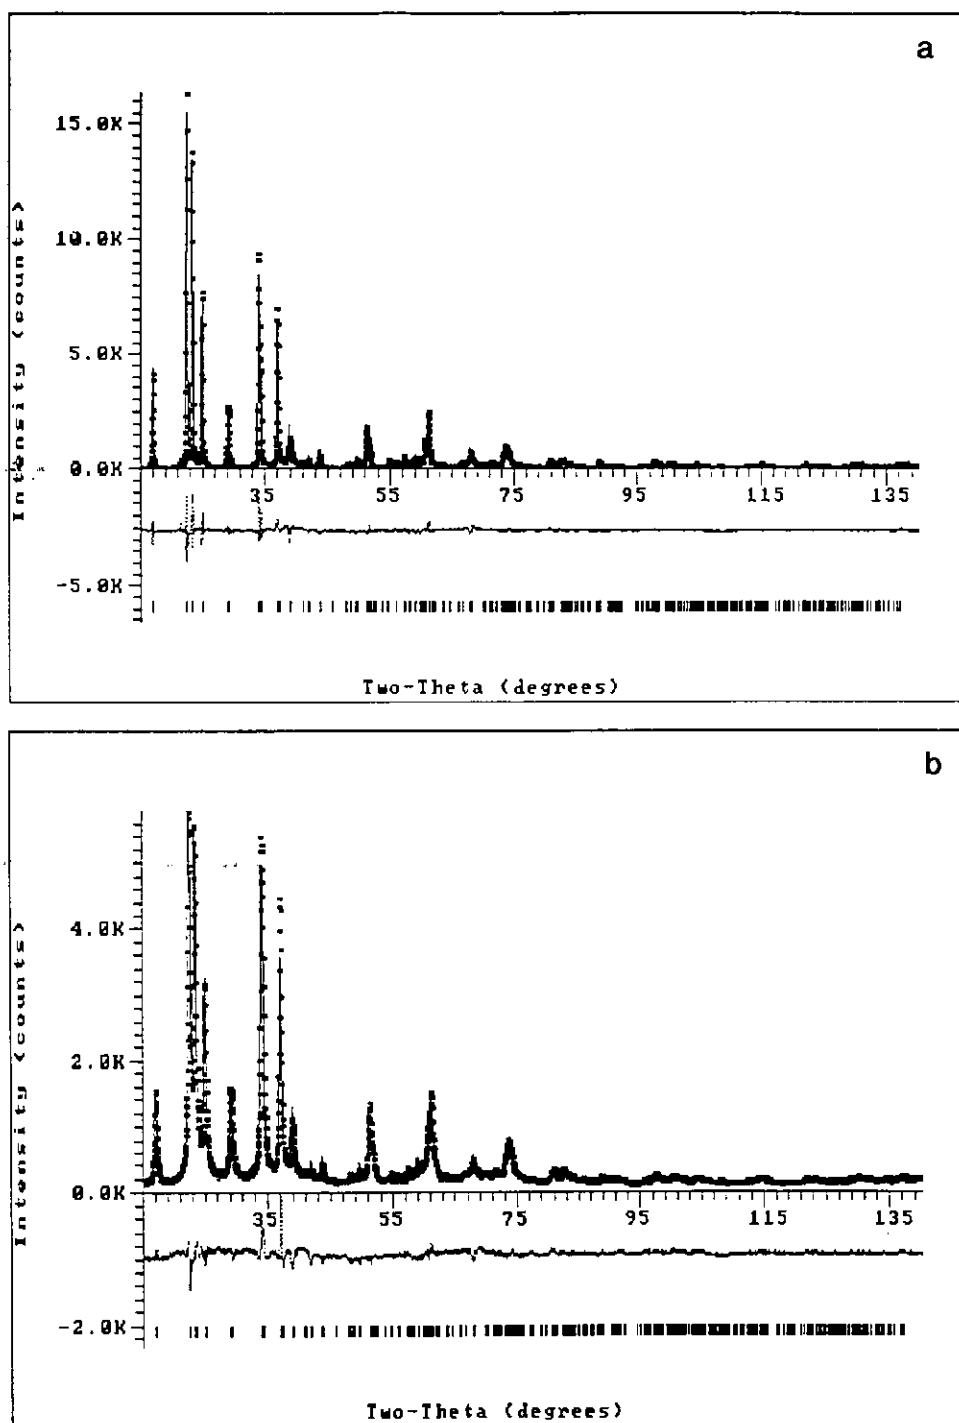 a
15.0K
10.0K
5.0K
0.0K
-5.0K
Intensity (counts)
35 55 75 95 115 135
Two-Theta (degrees)
b
4.0K
2.0K
0.0K
-2.0K
Intensity (counts)
35 55 75 95 115 135
Two-Theta (degrees)